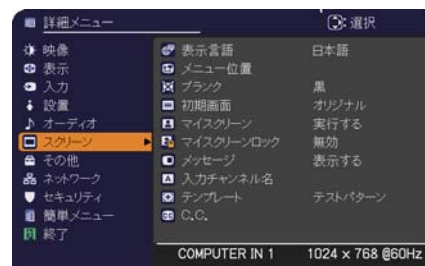 詳細メニュー
:選択
映像
表示
入力
設置
オーディオ
スクリーン
その他
ネットワーク
セキュリティ
簡単メニュー
終了
表示言語 日本語
メニュー位置
ブランク 黒
初期画面 オリジナル
マイスクリーン 実行する
マイスクリーンロック 無効
メッセージ 表示する
入力チャンネル名
テンプレート テストパターン
C.C.
COMPUTER IN 1 1024 x 768 @60Hz